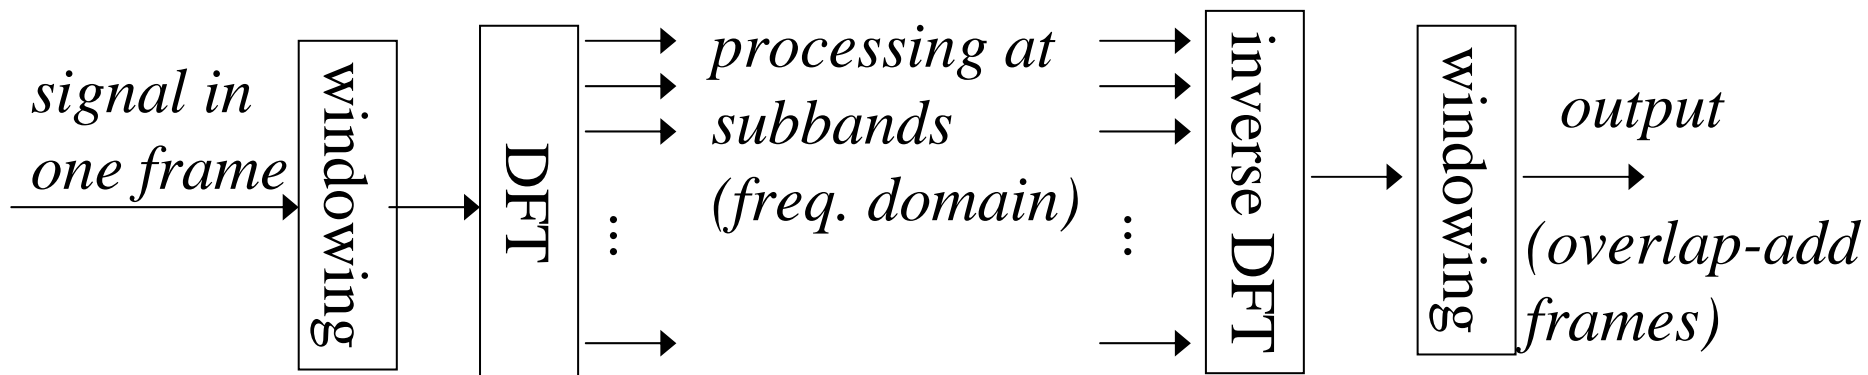 signal in
one frame
windowing
DFT
...
processing at
subbands
(freq. domain)
...
inverse DFT
windowing
output
(overlap-add
frames)